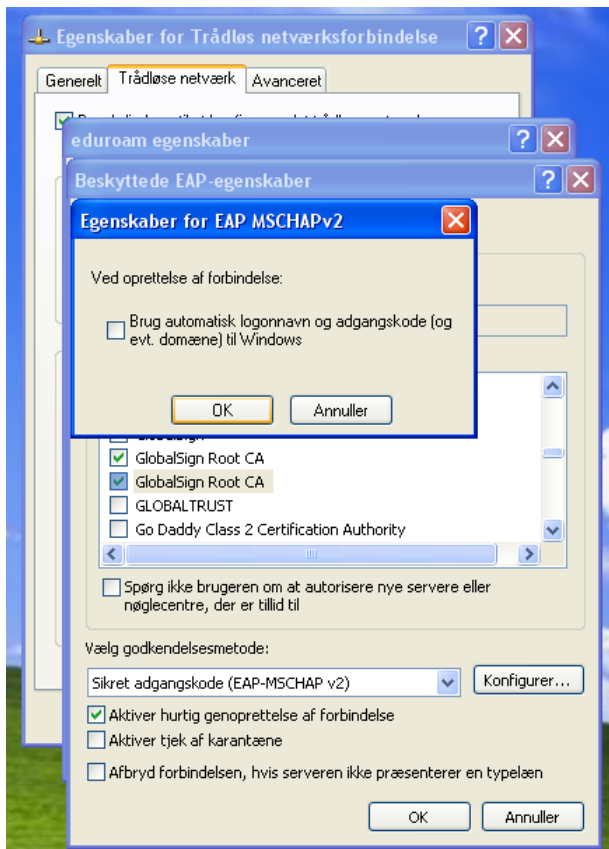 Egenskaber for Trådløs netværksforbindelse
Generelt
Trådløse netværk
Avanceret
eduroam egenskaber
Beskyttede EAP-egenskaber
Egenskaber for EAP MSCHAPv2
Ved oprettelse af forbindelse:
Brug automatisk logonnavn og adgangskode (og
evt. domæne) til Windows
OK
Annuller
GlobalSign Root CA
GlobalSign Root CA
GLOBALTRUST
Go Daddy Class 2 Certification Authority
Spørg ikke brugeren om at autorisere nye servere eller
nøglecentre, der er tillid til
Vælg godkendelsesmetode:
Sikret adgangskode (EAP-MSCHAP v2)
Konfigurer...
Aktiver hurtig genoprettelse af forbindelse
Aktiver tjek af karantæne
Afbryd forbindelsen, hvis serveren ikke præsenterer en typelæn
OK
Annuller